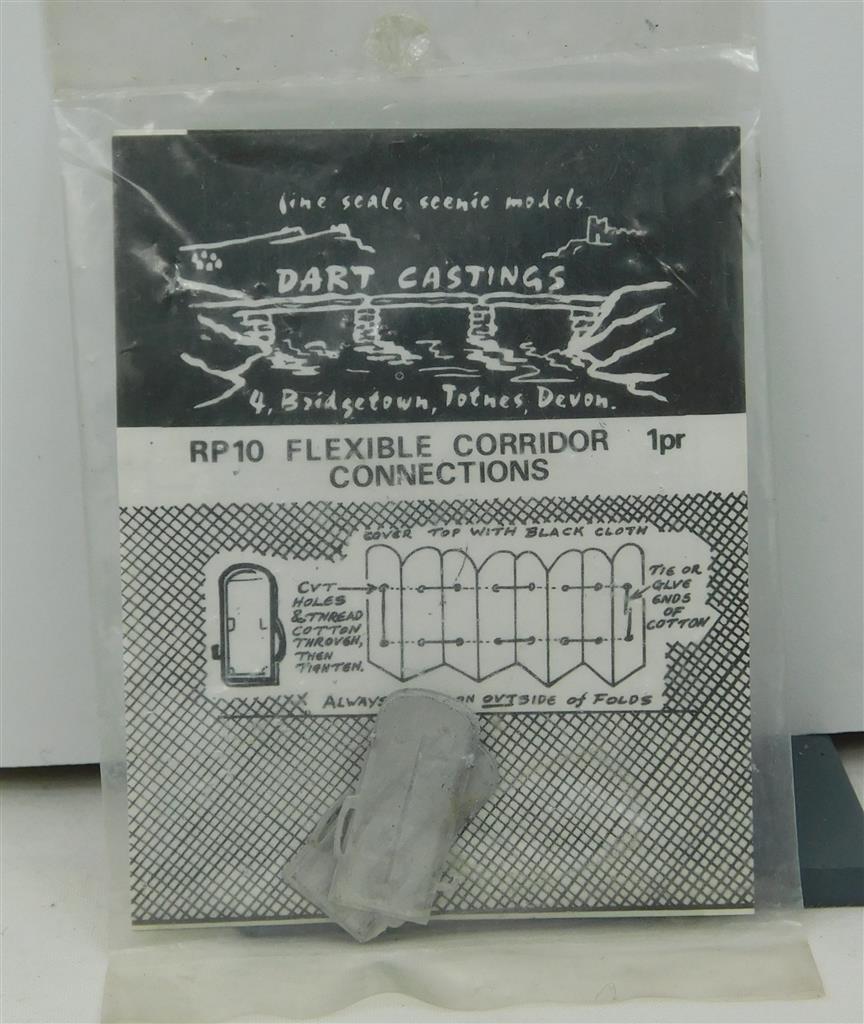 fine scale scenic models
DART CASTINGS
4, Bridgetown, Totnes, Devon.
RP10 FLEXIBLE CORRIDOR 1pr
CONNECTIONS
COVER TOP WITH BLACK CLOTH
CUT
HOLES
& THREAD
COTTON
THROUGH,
THEN
TIGHTEN.
TIE OR
GLUE
ENDS
OF
COTTON
ALWAYS ON OUTSIDE of FOLDS